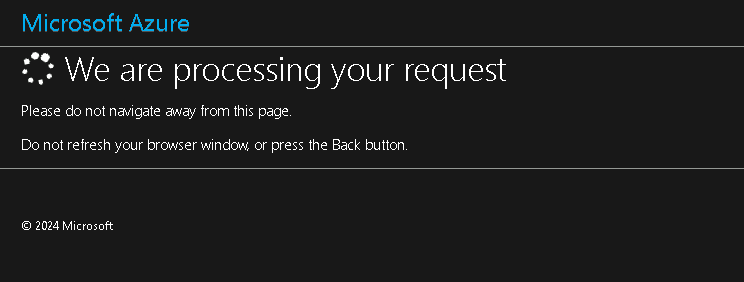 Microsoft Azure
We are processing your request
Please do not navigate away from this page.
Do not refresh your browser window, or press the Back button.
© 2024 Microsoft